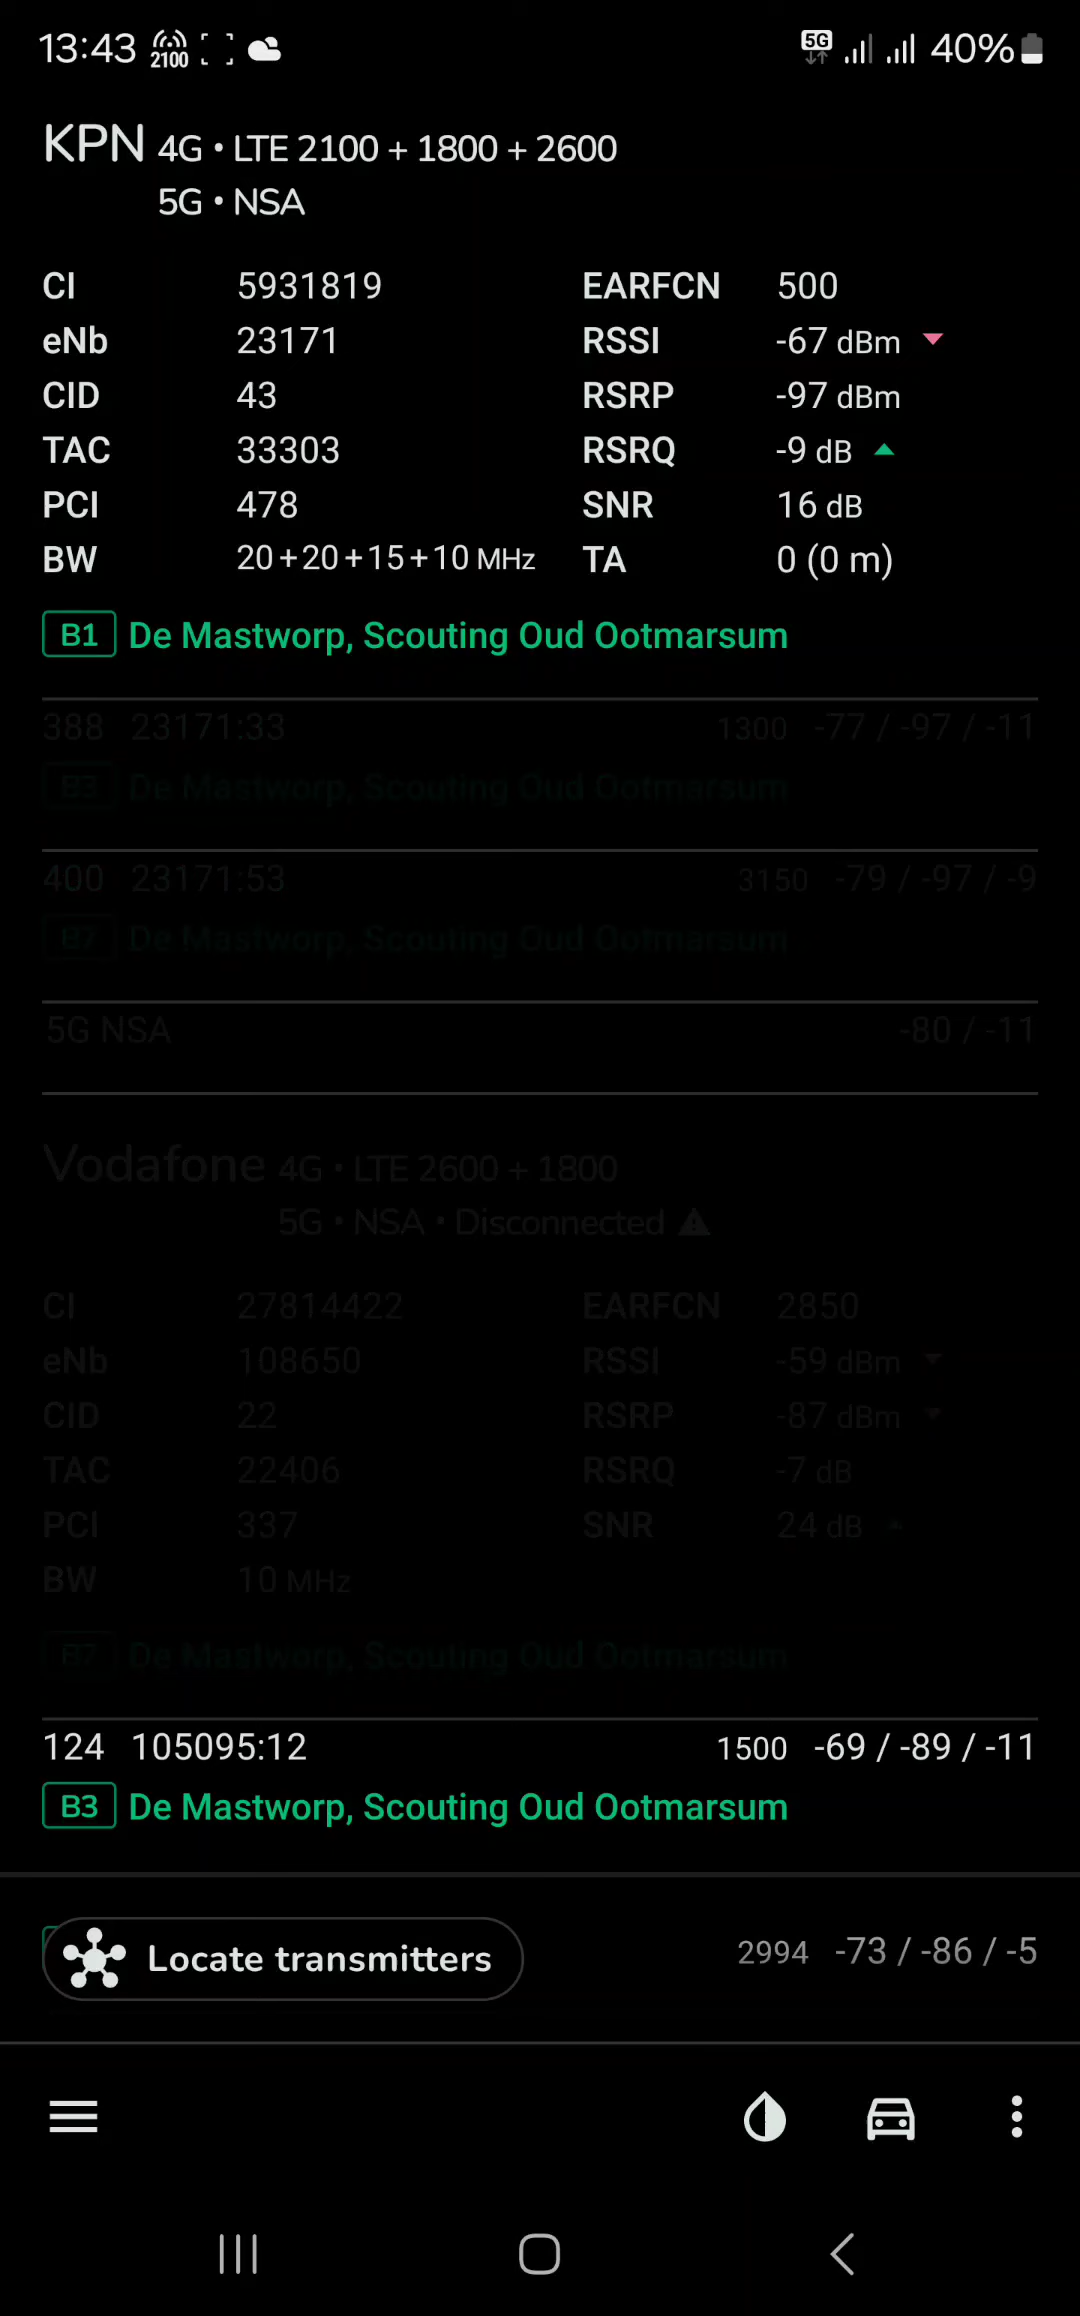 13:43 2100 5G 40%
KPN 4G • LTE 2100 + 1800 + 2600
5G • NSA
CI 5931819 EARFCN 500
eNb 23171 RSSI -67 dBm
CID 43 RSRP -97 dBm
TAC 33303 RSRQ -9 dB
PCI 478 SNR 16 dB
BW 20+20+15+10 MHz TA 0 (0 m)
B1 De Mastworp, Scouting Oud Ootmarsum
388 23171:33 1300 -77 / -97 / -11
B3 De Mastworp, Scouting Oud Ootmarsum
400 23171:53 3150 -79 / -97 / -9
B7 De Mastworp, Scouting Oud Ootmarsum
5G NSA -80 / -11
Vodafone 4G • LTE 2600 + 1800
5G • NSA • Disconnected
CI 27814422 EARFCN 2850
eNb 108650 RSSI -59 dBm
CID 22 RSRP -87 dBm
TAC 22406 RSRQ -7 dB
PCI 337 SNR 24 dB
BW 10 MHz
B7 De Mastworp, Scouting Oud Ootmarsum
124 105095:12 1500 -69 / -89 / -11
B3 De Mastworp, Scouting Oud Ootmarsum
Locate transmitters 2994 -73 / -86 / -5